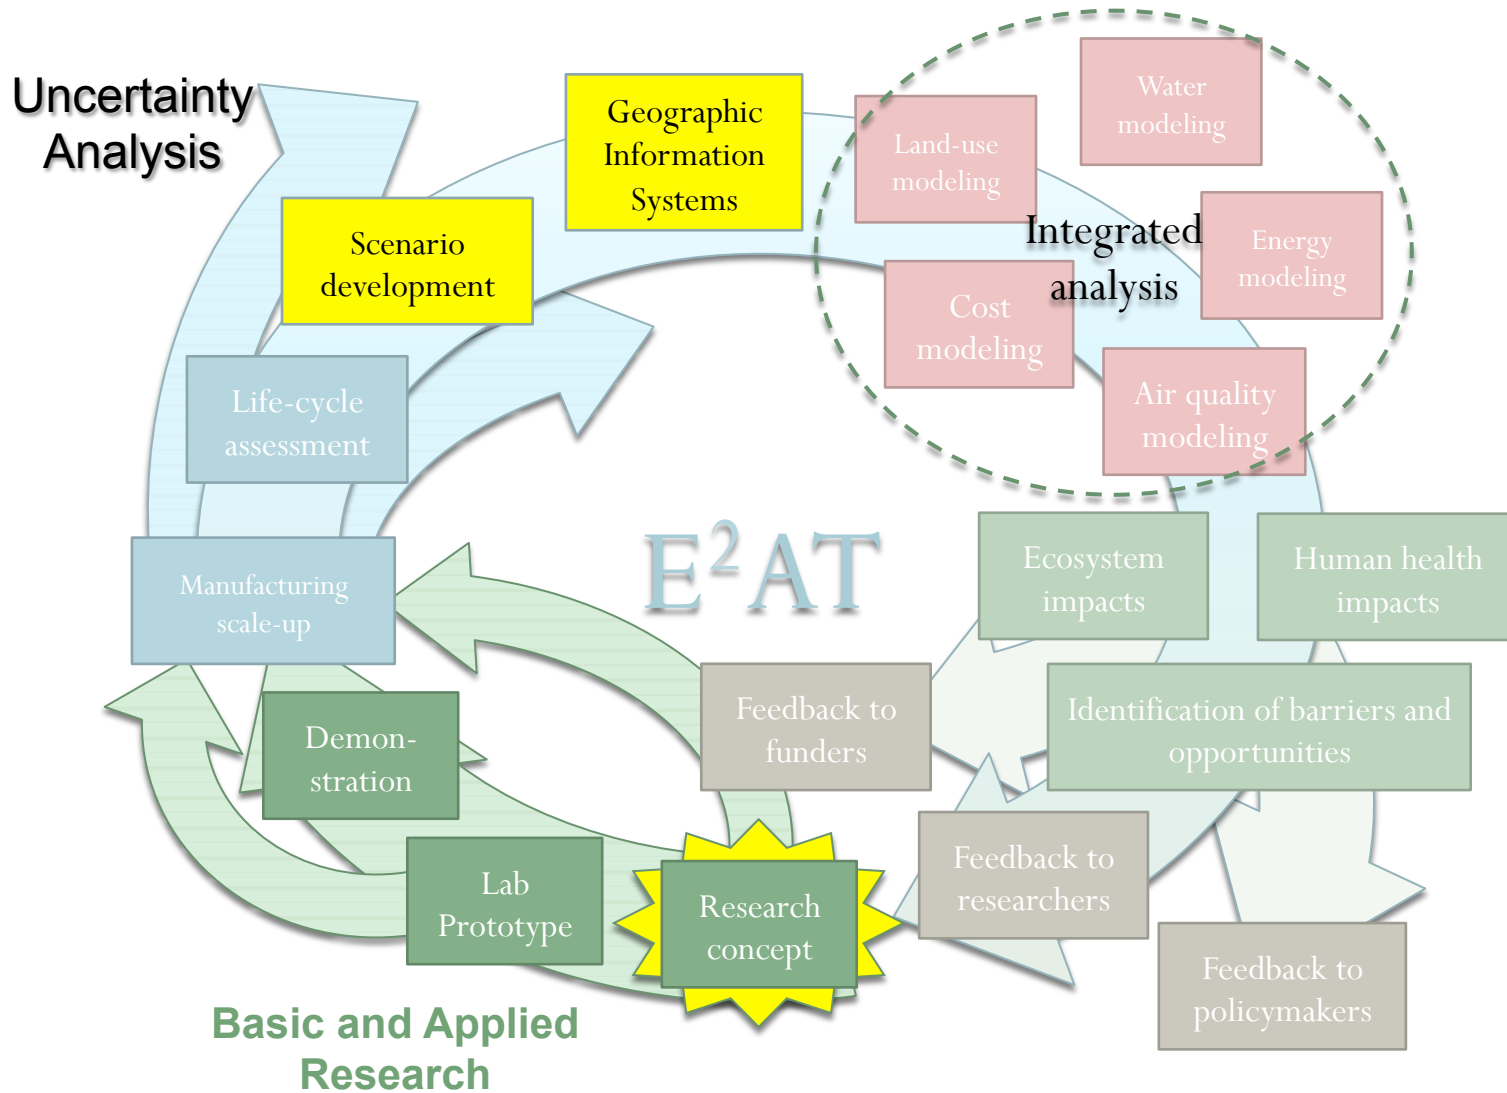 Uncertainty
Analysis
Geographic
Information
Systems
Scenario
development
Life-cycle
assessment
Manufacturing
scale-up
Land-use
modeling
Water
modeling
Integrated
analysis
Energy
modeling
Cost
modeling
Air quality
modeling
E²AT
Ecosystem
impacts
Human health
impacts
Identification of barriers and
opportunities
Feedback to
funders
Feedback to
researchers
Feedback to
policymakers
Demon-
stration
Lab
Prototype
Research
concept
Basic and Applied
Research